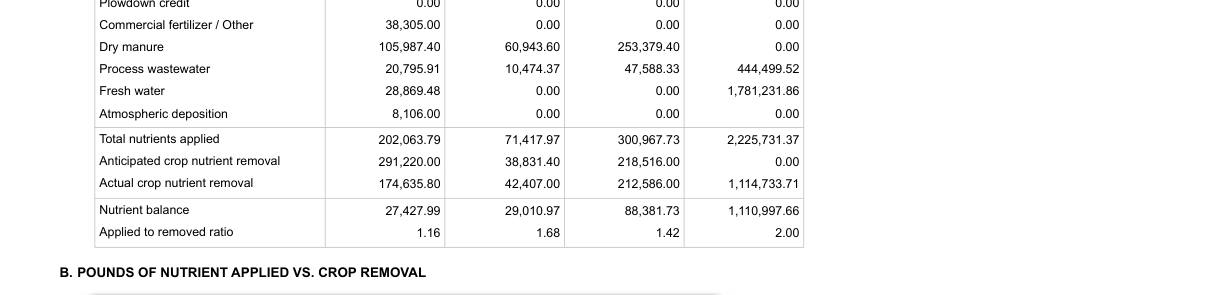 Plowdown credit 0.00 0.00 0.00 0.00
Commercial fertilizer / Other 38,305.00 0.00 0.00 0.00
Dry manure 105,987.40 60,943.60 253,379.40 0.00
Process wastewater 20,795.91 10,474.37 47,588.33 444,499.52
Fresh water 28,869.48 0.00 0.00 1,781,231.86
Atmospheric deposition 8,106.00 0.00 0.00 0.00
Total nutrients applied 202,063.79 71,417.97 300,967.73 2,225,731.37
Anticipated crop nutrient removal 291,220.00 38,831.40 218,516.00 0.00
Actual crop nutrient removal 174,635.80 42,407.00 212,586.00 1,114,733.71
Nutrient balance 27,427.99 29,010.97 88,381.73 1,110,997.66
Applied to removed ratio 1.16 1.68 1.42 2.00
B. POUNDS OF NUTRIENT APPLIED VS. CROP REMOVAL